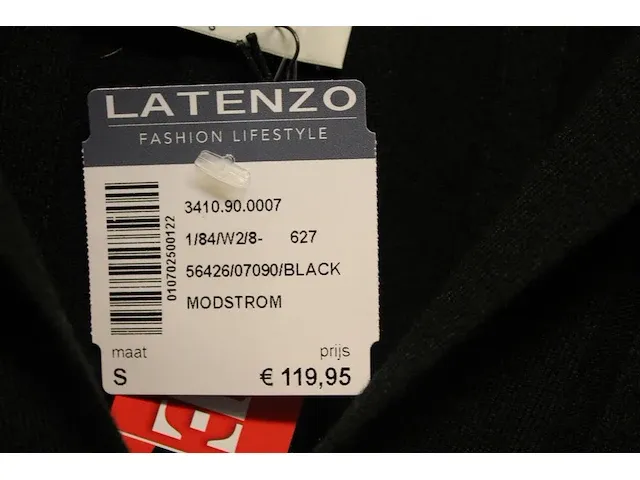 LATENZO
FASHION LIFESTYLE
3410.90.0007
1/84/W2/8- 627
56426/07090/BLACK
MODSTROM
010702500122
maat prijs
S € 119,95
E